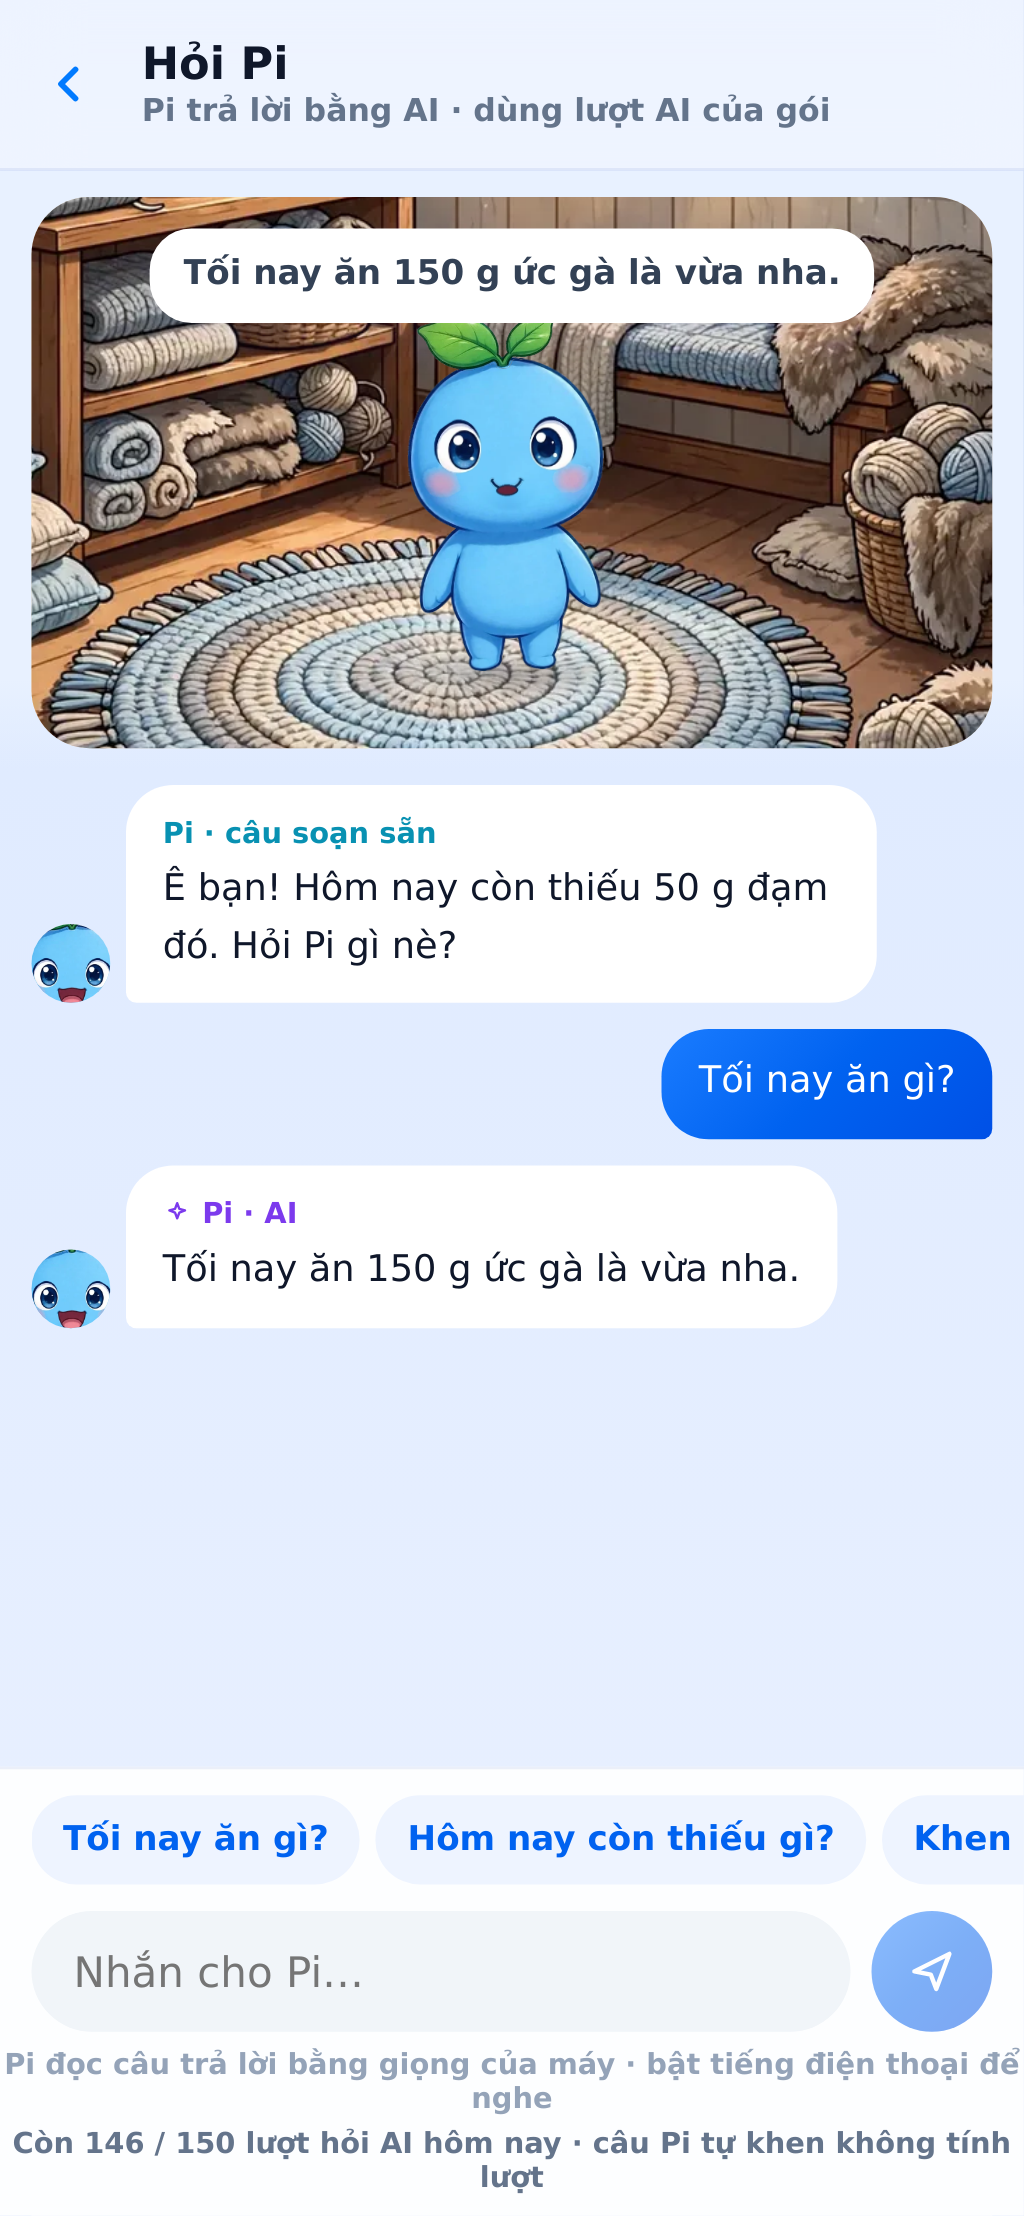 Hỏi Pi
Pi trả lời bằng AI · dùng lượt AI của gói
Tối nay ăn 150 g ức gà là vừa nha.
Pi · câu soạn sẵn
Ê bạn! Hôm nay còn thiếu 50 g đạm
đó. Hỏi Pi gì nè?
Tối nay ăn gì?
Pi · AI
Tối nay ăn 150 g ức gà là vừa nha.
Tối nay ăn gì?
Hôm nay còn thiếu gì?
Khen
Nhắn cho Pi...
Pi đọc câu trả lời bằng giọng của máy · bật tiếng điện thoại để
nghe
Còn 146 / 150 lượt hỏi AI hôm nay · câu Pi tự khen không tính
lượt